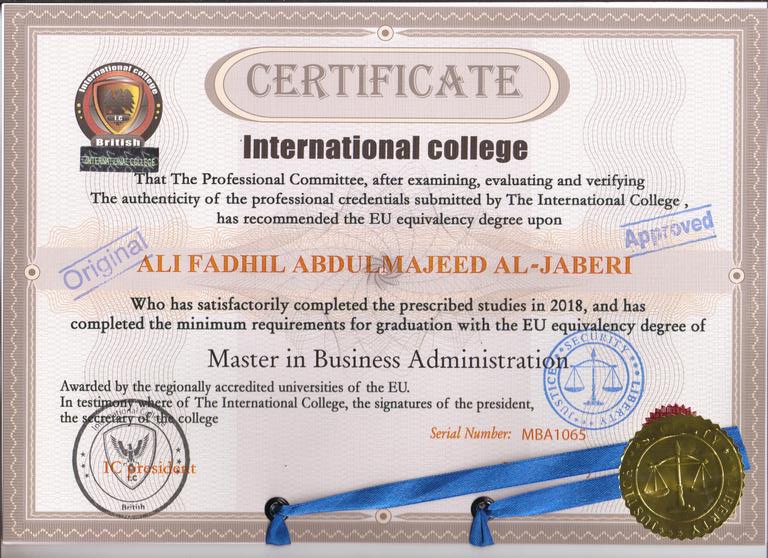 CERTIFICATE
International college
I.C
British
INTERNATIONAL COLLEGE
International college
That The Professional Committee, after examining, evaluating and verifying
The authenticity of the professional credentials submitted by The International College ,
has recommended the EU equivalency degree upon
Original
Approved
ALI FADHIL ABDULMAJEED AL-JABERI
Who has satisfactorily completed the prescribed studies in 2018, and has
completed the minimum requirements for graduation with the EU equivalency degree of
Master in Business Administration
Awarded by the regionally accredited universities of the EU.
In testimony where of The International College, the signatures of the president,
the secretary of the college
SECURITY
JUSTICE
LIBERTY
Serial Number: MBA1065
International College
IC president
I.C
British
SECURITY
JUSTICE
LIBERTY